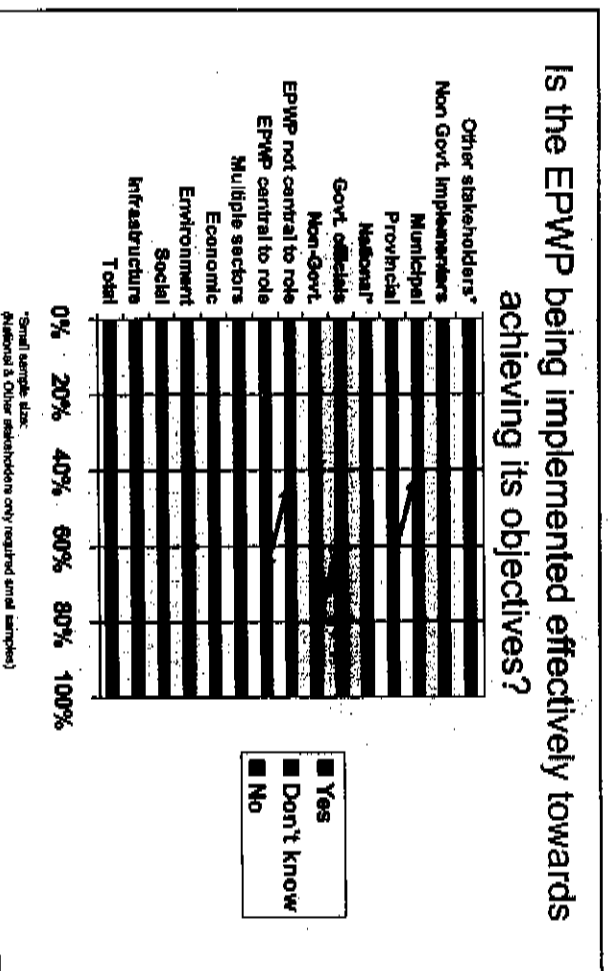 Is the EPWP being implemented effectively towards
achieving its objectives?
Other stakeholders*
Non Govt. Implementers
Municipal
Provincial
National*
Govt. officials
Non-Govt.
EPWP not central to role
EPWP central to role
Multiple sectors
Economic
Environment
Social
Infrastructure
Total
0% 20% 40% 60% 80% 100%
Yes
Don't know
No
*Small sample size:
(National & Other stakeholders only required small samples)